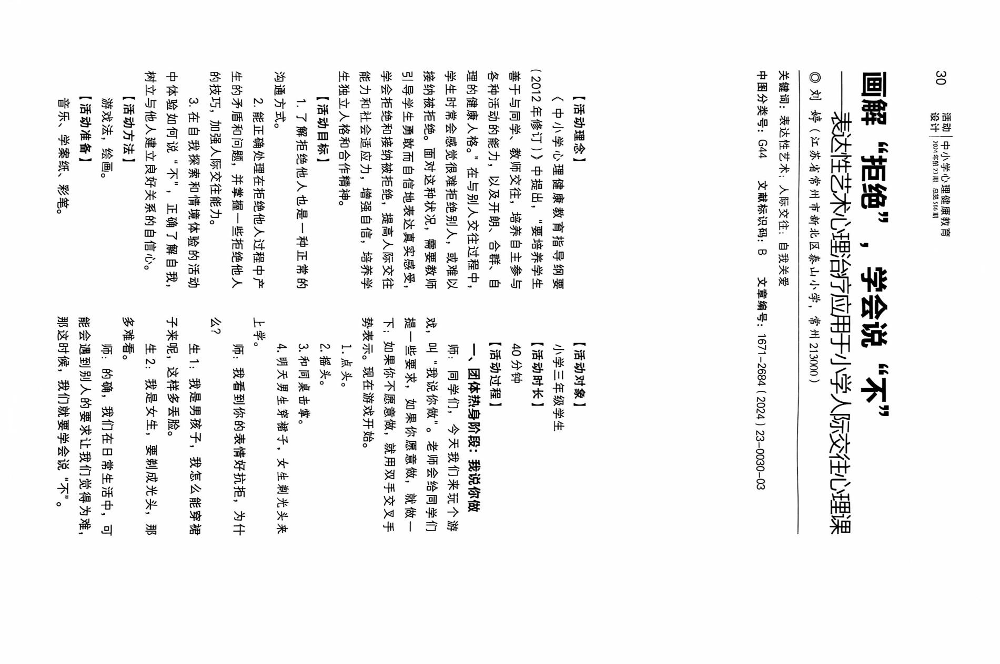 30
活动
设计
中小学心理健康教育
2024年第23期 总第506期
画解“拒绝”，学会说“不”
——表达性艺术心理治疗应用于小学人际交往心理课
◎ 刘 婷（江苏省常州市新北区泰山小学，常州 213000）
关键词：表达性艺术；人际交往；自我关爱
中图分类号：G44 文献标识码：B 文章编号：1671-2684（2024）23-0030-03
【活动理念】
《中小学心理健康教育指导纲要
（2012年修订）》中提出，“要培养学生
善于与同学、教师交往，培养自主参与
各种活动的能力，以及开朗、合群、自
理的健康人格。”在与别人交往过程中，
学生时常会感觉很难拒绝别人，或难以
接纳被拒绝。面对这种状况，需要教师
引导学生勇敢而自信地表达真实感受，
学会拒绝和接纳被拒绝，提高人际交往
能力和社会适应力，增强自信，培养学
生独立人格和合作精神。
【活动目标】
1. 了解拒绝他人也是一种正常的
沟通方式。
2. 能正确处理在拒绝他人过程中产
生的矛盾和问题，并掌握一些拒绝他人
的技巧，加强人际交往能力。
3. 在自我探索和情境体验的活动
中体验如何说“不”，正确了解自我，
树立与他人建立良好关系的自信心。
【活动方法】
游戏法，绘画。
【活动准备】
音乐、学案纸、彩笔。
【活动对象】
小学三年级学生
【活动时长】
40 分钟
【活动过程】
一、团体热身阶段：我说你做
师：同学们，今天我们来玩个游
戏，叫“我说你做”。老师会给同学们
提一些要求，如果你愿意做，就做一
下；如果你不愿意做，就用双手交叉手
势表示。现在游戏开始。
1. 点头。
2. 摇头。
3. 和同桌击掌。
4. 明天男生穿裙子，女生剃光头来
上学。
师：我看到你的表情好抗拒，为什
么？
生 1：我是男孩子，我怎么能穿裙
子来呢，这样多丢脸。
生 2：我是女生，要剃成光头，那
多难看。
师：的确，我们在日常生活中，可
能会遇到别人的要求让我们觉得为难，
那这时候，我们就要学会说“不”。